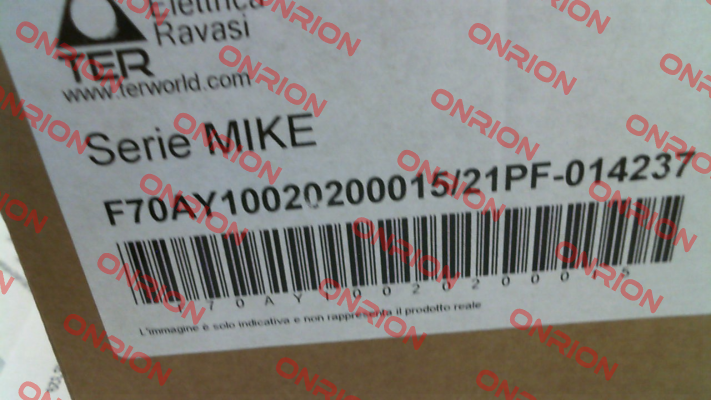 Elettrica
Ravasi
TER
www.terworld.com
Serie MIKE
F70AY10020200015/21PF-014237
L'immagine è solo indicativa e non rappresenta il prodotto reale
ONRION